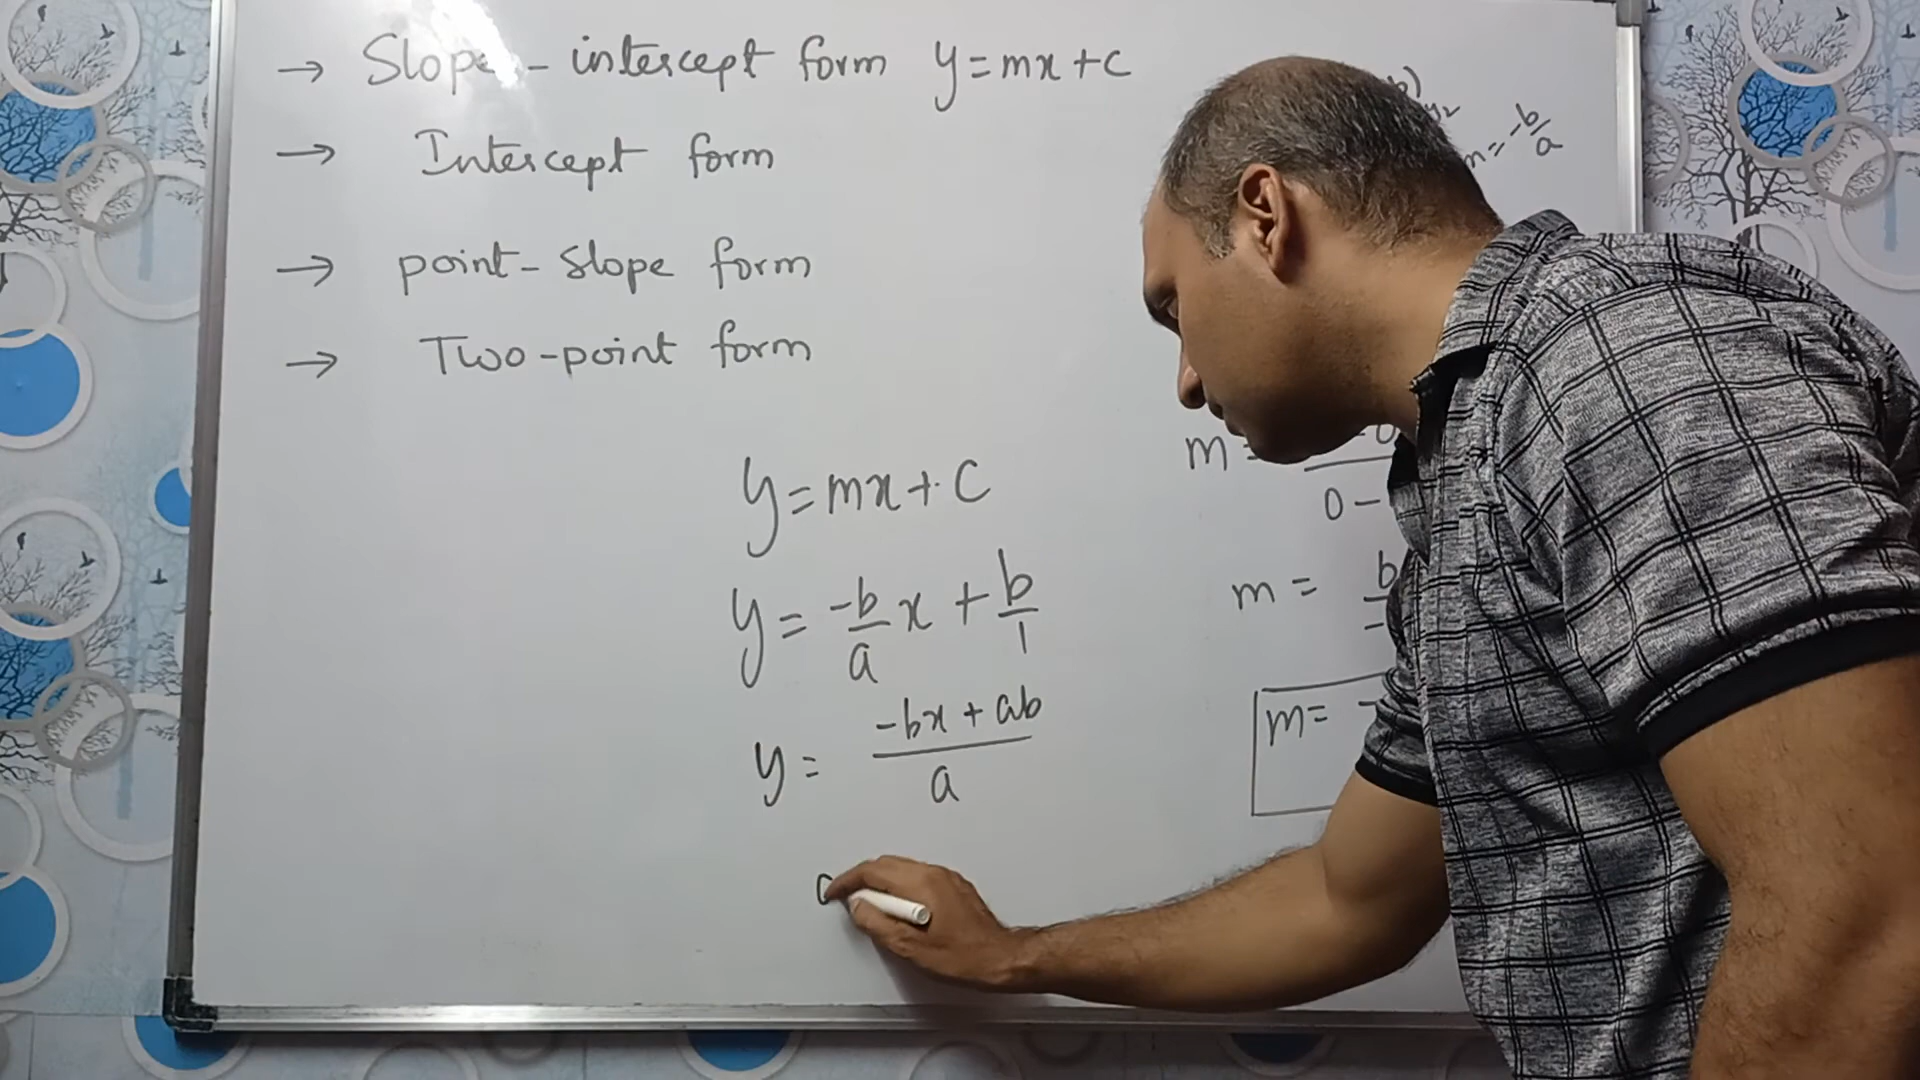 → Slope - intercept form y = mx + c
→ Intercept form
→ point - slope form
→ Two - point form
y = mx + c
y = -b/a x + b/1
y = -bx + ab / a
a
m = -b/a
m =
0 -
m = b
m = -